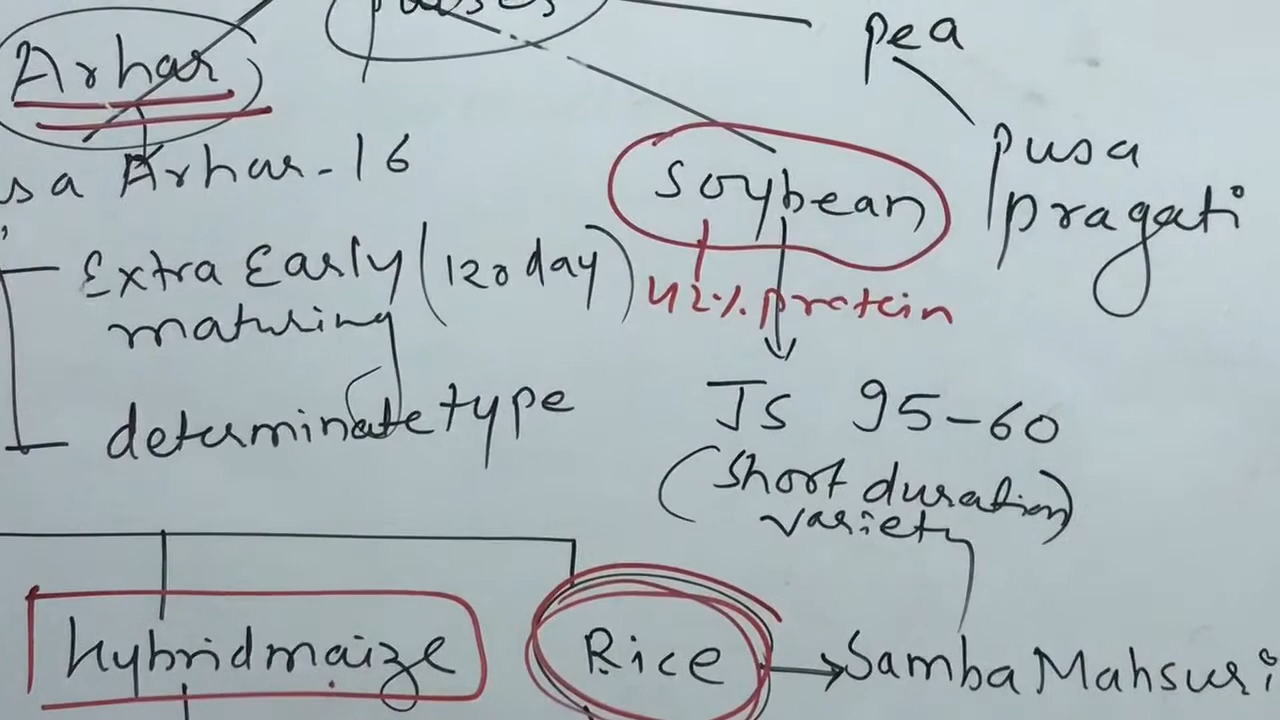 pulses
pea
Arhar
pusa
pragati
soybean
sa Arhar-16
Extra Early (120 day)
maturing
42% protein
determinate type
JS 95-60
(short duration)
variety
hybrid maize
Rice
Samba Mahsuri